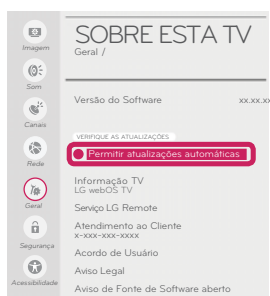 SOBRE ESTA TV
Geral /
Imagem
Som
Canais
Rede
Geral
Segurança
Acessibilidade
Versão do Software xx.xx.xx
VERIFIQUE AS ATUALIZAÇÕES
Permitir atualizações automáticas
Informação TV
LG webOS TV
Serviço LG Remote
Atendimento ao Cliente
x-xxx-xxx-xxxx
Acordo de Usuário
Aviso Legal
Aviso de Fonte de Software aberto